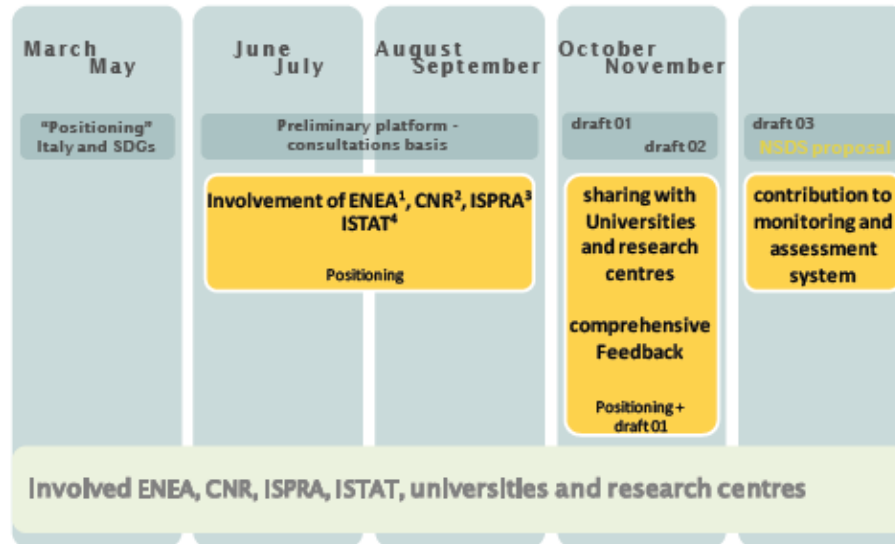 March
May
June
July
August
September
October
November
"Positioning"
Italy and SDGs
Preliminary platform -
consultations basis
draft 01
draft 02
draft 03
NSDS proposal
Involvement of ENEA¹, CNR², ISPRA³
ISTAT⁴
Positioning
sharing with
Universities
and research
centres
comprehensive
Feedback
Positioning +
draft 01
contribution to
monitoring and
assessment
system
Involved ENEA, CNR, ISPRA, ISTAT, universities and research centres